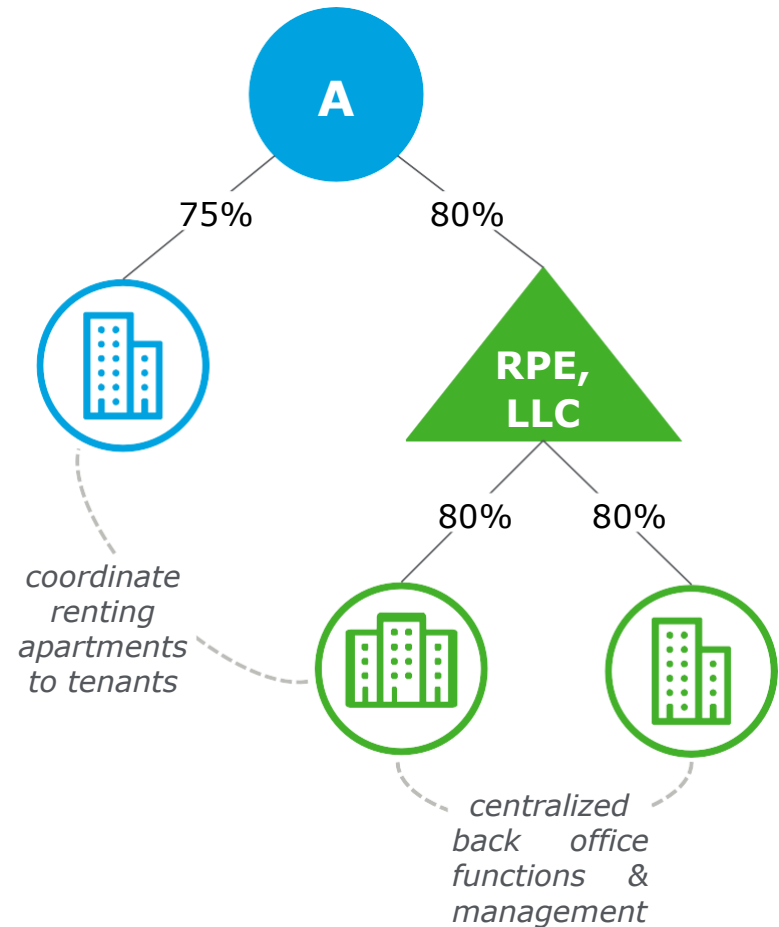 A
75%
80%
RPE,
LLC
80%
80%
coordinate
renting
apartments
to tenants
centralized
back office
functions &
management